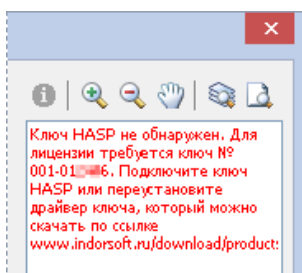 Ключ HASP не обнаружен. Для
лицензии требуется ключ №
001-01 6. Подключите ключ
HASP или переустановите
драйвер ключа, который можно
скачать по ссылке
www.indorsoft.ru/download/product: